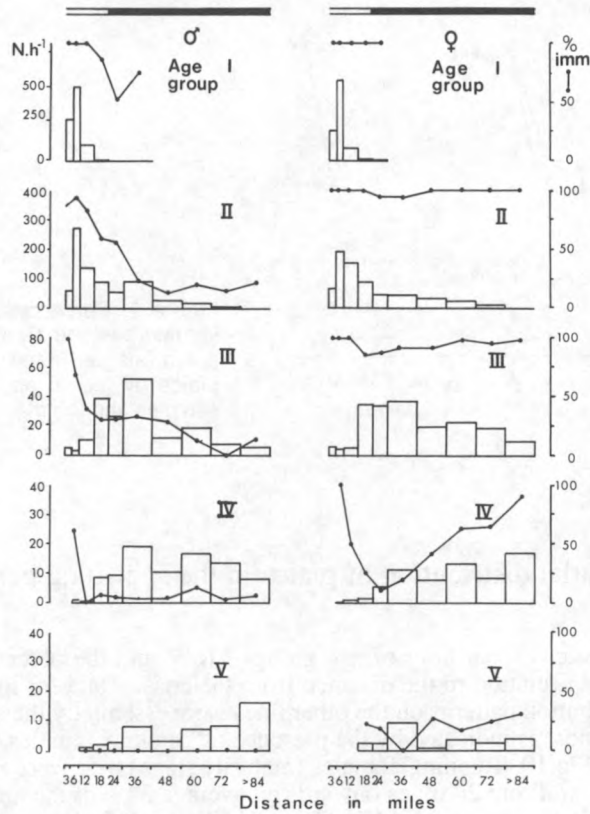 ♂ ♀
N.h⁻¹ Age I group Age I group % imm
500 100
250 50
0 0
400 II II 100
300
200 50
100
0 0
80 III III 100
60
40 50
20
0 0
40 IV IV 100
30
20 50
10
0 0
40 V V 100
30
20 50
10
0 0
3 6 12 18 24 36 48 60 72 >84 3 6 12 18 24 36 48 60 72 >84
Distance in miles